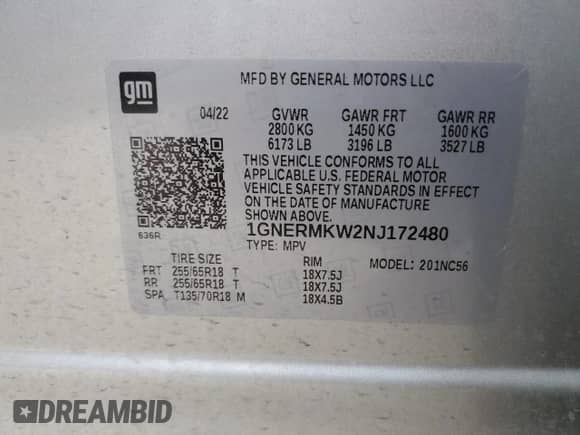 gm
MFD BY GENERAL MOTORS LLC
04/22 GVWR GAWR FRT GAWR RR
2800 KG 1450 KG 1600 KG
6173 LB 3196 LB 3527 LB
THIS VEHICLE CONFORMS TO ALL
APPLICABLE U.S. FEDERAL MOTOR
VEHICLE SAFETY STANDARDS IN EFFECT
ON THE DATE OF MANUFACTURE
SHOWN ABOVE.
636R
1GNERMKW2NJ172480
TYPE: MPV MODEL: 201NC56
TIRE SIZE RIM
FRT 255/65R18 T 18X7.5J
RR 255/65R18 T 18X7.5J
SPA T135/70R18 M 18X4.5B
DREAMBID